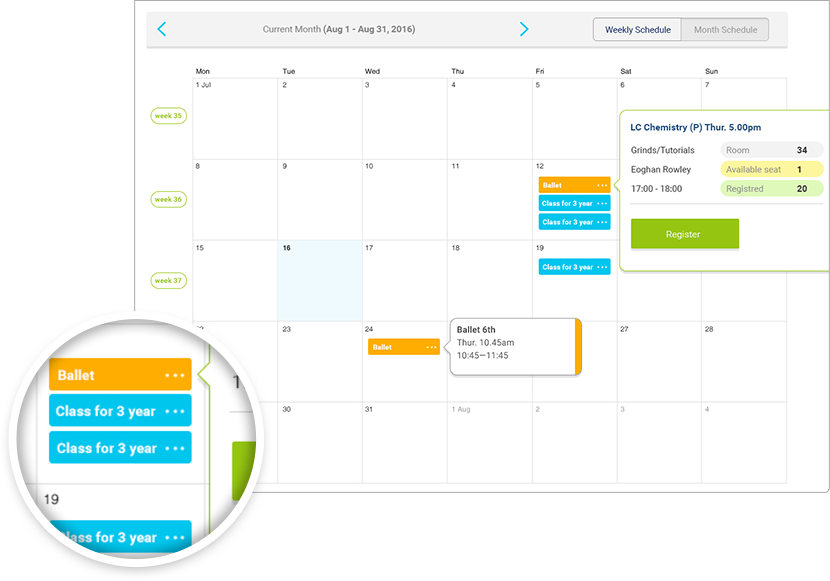 Current Month (Aug 1 - Aug 31, 2016)
Weekly Schedule
Month Schedule
Mon Tue Wed Thu Fri Sat Sun
1 Jul 2 3 4 5 6 7
week 35
LC Chemistry (P) Thur. 5.00pm
Grinds/Tutorials Room 34
Eoghan Rowley Available seat 1
17:00 - 18:00 Registred 20
Register
8 9 10 11 12
week 36
Ballet ...
Class for 3 year ...
Class for 3 year ...
15 16 17 18 19
week 37
Class for 3 year ...
23 24 27 28
Ballet ...
Ballet 6th
Thur. 10.45am
10:45—11:45
30 31 1 Aug 2 3 4
Ballet ...
Class for 3 year ...
Class for 3 year ...
19
Class for 3 year ...